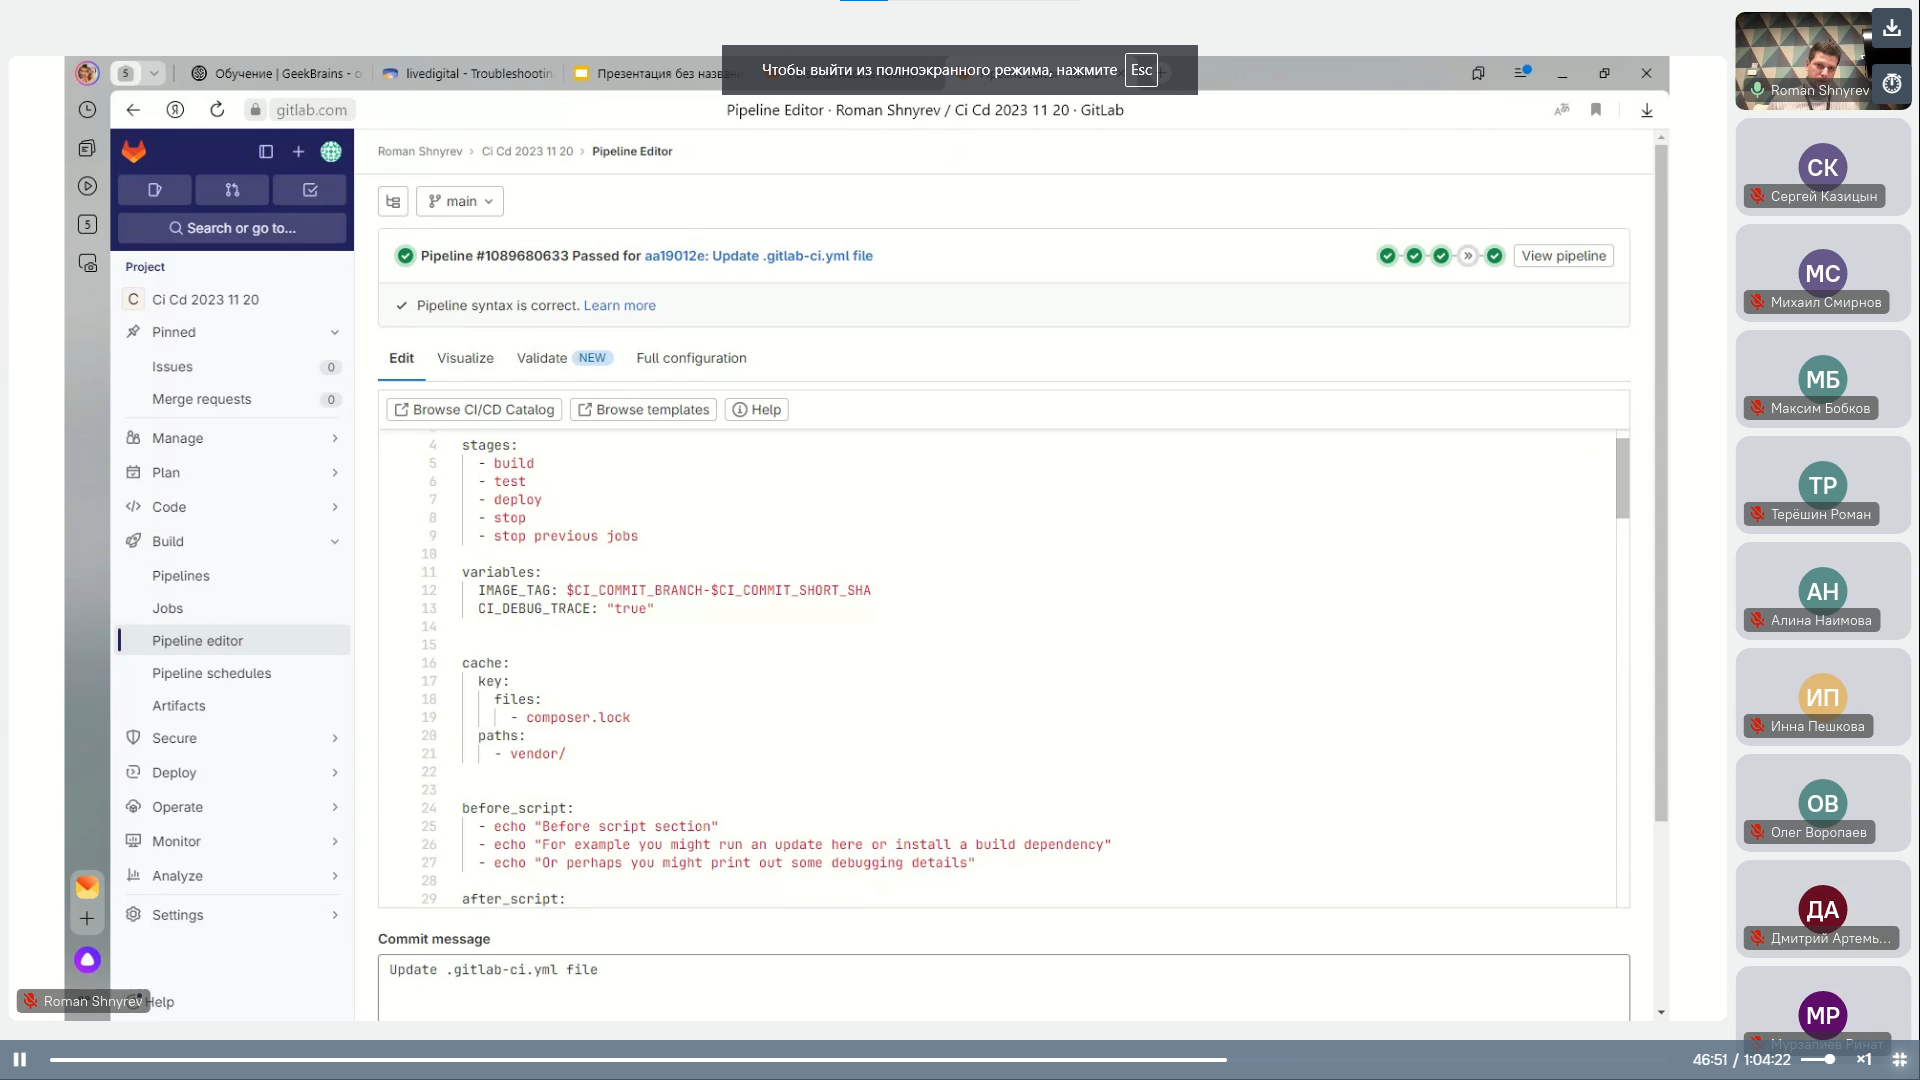 Чтобы выйти из полноэкранного режима, нажмите Esc
5
Обучение | GeekBrains -
livedigital - Troubleshootin
Презентация без назван
gitlab.com
Pipeline Editor · Roman Shnyrev / Ci Cd 2023 11 20 · GitLab
5
Search or go to...
Project
C Ci Cd 2023 11 20
Pinned
Issues 0
Merge requests 0
Manage
Plan
Code
Build
Pipelines
Jobs
Pipeline editor
Pipeline schedules
Artifacts
Secure
Deploy
Operate
Monitor
Analyze
Settings
Help
Roman Shnyrev
Roman Shnyrev > Ci Cd 2023 11 20 > Pipeline Editor
main
Pipeline #1089680633 Passed for aa19012e: Update .gitlab-ci.yml file
View pipeline
Pipeline syntax is correct. Learn more
Edit Visualize Validate NEW Full configuration
Browse CI/CD Catalog Browse templates Help
4 stages:
5 - build
6 - test
7 - deploy
8 - stop
9 - stop previous jobs
10
11 variables:
12 IMAGE_TAG: $CI_COMMIT_BRANCH-$CI_COMMIT_SHORT_SHA
13 CI_DEBUG_TRACE: "true"
14
15
16 cache:
17 key:
18 files:
19 - composer.lock
20 paths:
21 - vendor/
22
23
24 before_script:
25 - echo "Before script section"
26 - echo "For example you might run an update here or install a build dependency"
27 - echo "Or perhaps you might print out some debugging details"
28
29 after_script:
Commit message
Update .gitlab-ci.yml file
Roman Shnyrev
СК
Сергей Казицын
МС
Михаил Смирнов
МБ
Максим Бобков
ТР
Терёшин Роман
АН
Алина Наимова
ИП
Инна Пешкова
ОВ
Олег Воропаев
ДА
Дмитрий Артемь...
МР
Мурзалиев Ринат
46:51 / 1:04:22 ×1